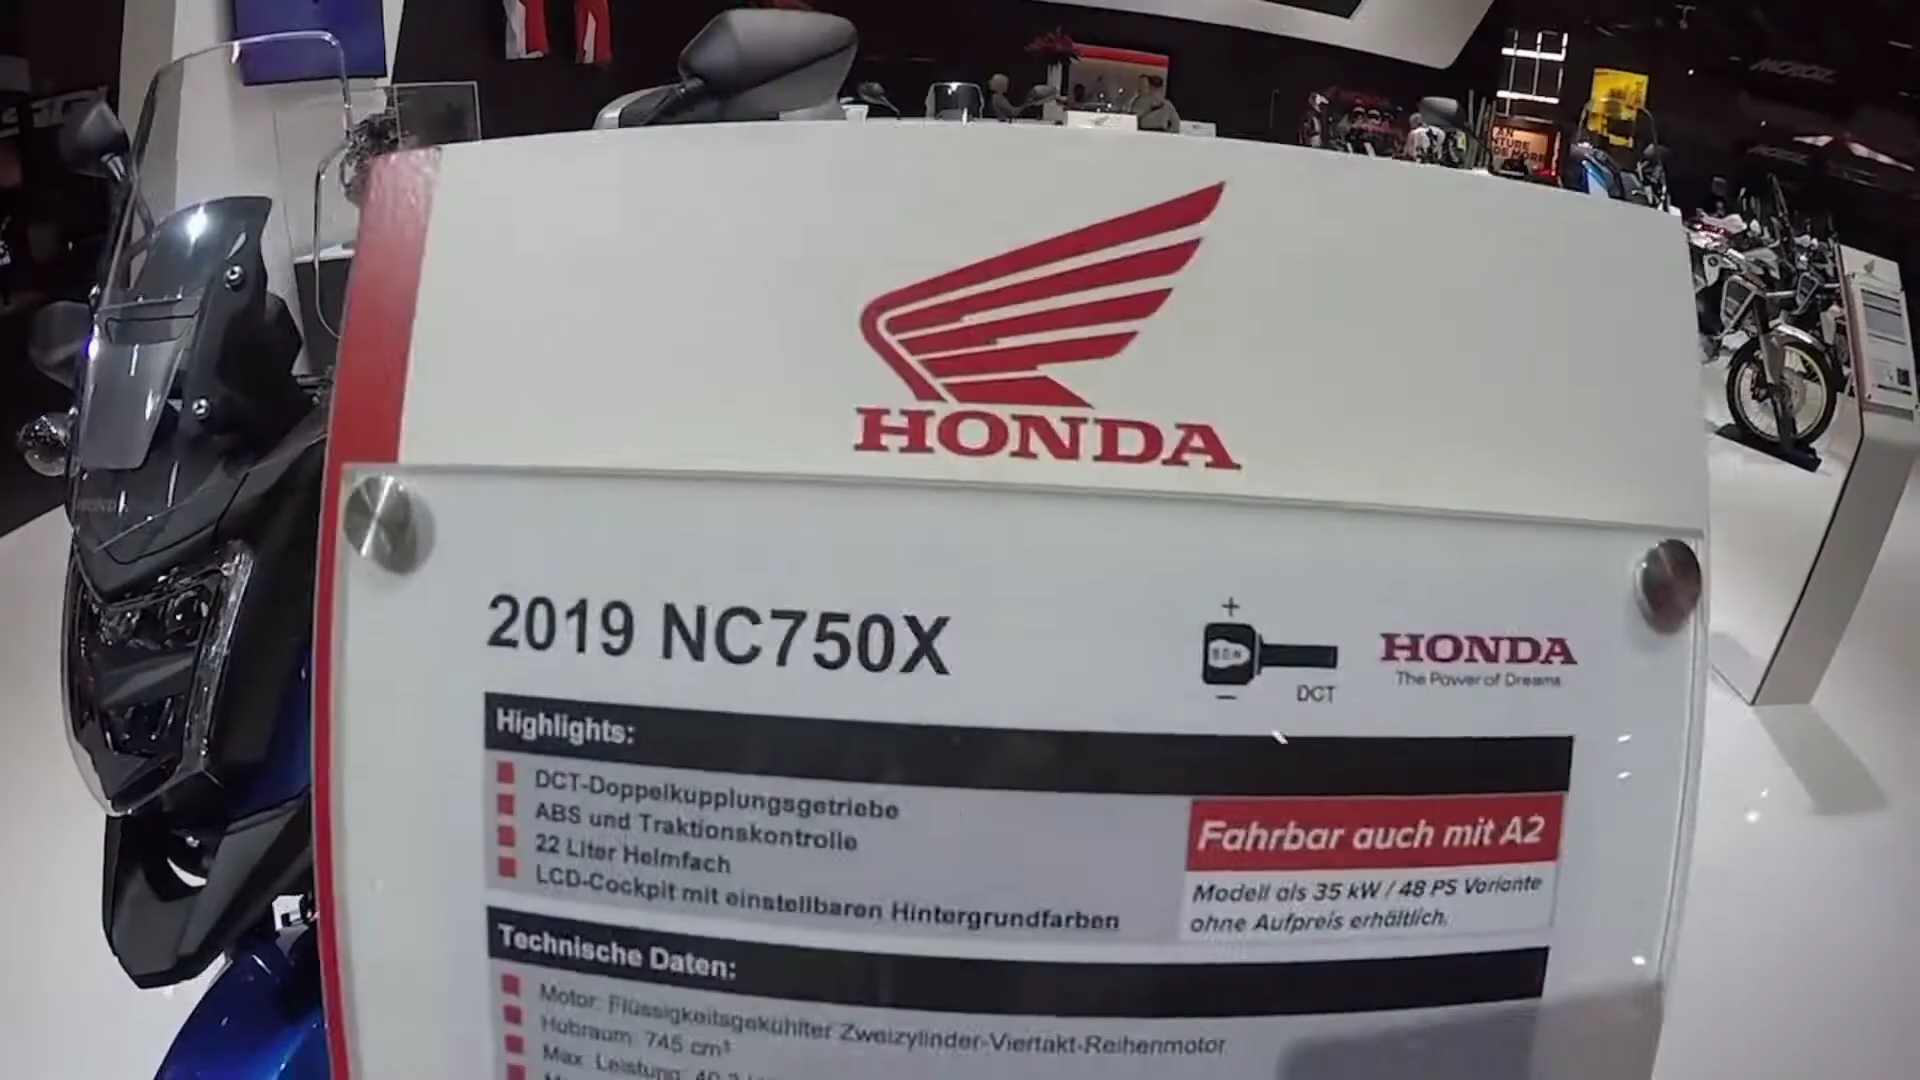 HONDA
2019 NC750X
+
−
DCT
HONDA
The Power of Dreams
Highlights:
DCT-Doppelkupplungsgetriebe
ABS und Traktionskontrolle
22 Liter Helmfach
LCD-Cockpit mit einstellbaren Hintergrundfarben
Fahrbar auch mit A2
Modell als 35 kW / 48 PS Variante
ohne Aufpreis erhältlich.
Technische Daten:
Motor: Flüssigkeitsgekühlter Zweizylinder-Viertakt-Reihenmotor
Hubraum: 745 cm³
Max. Leistung:
HONDA